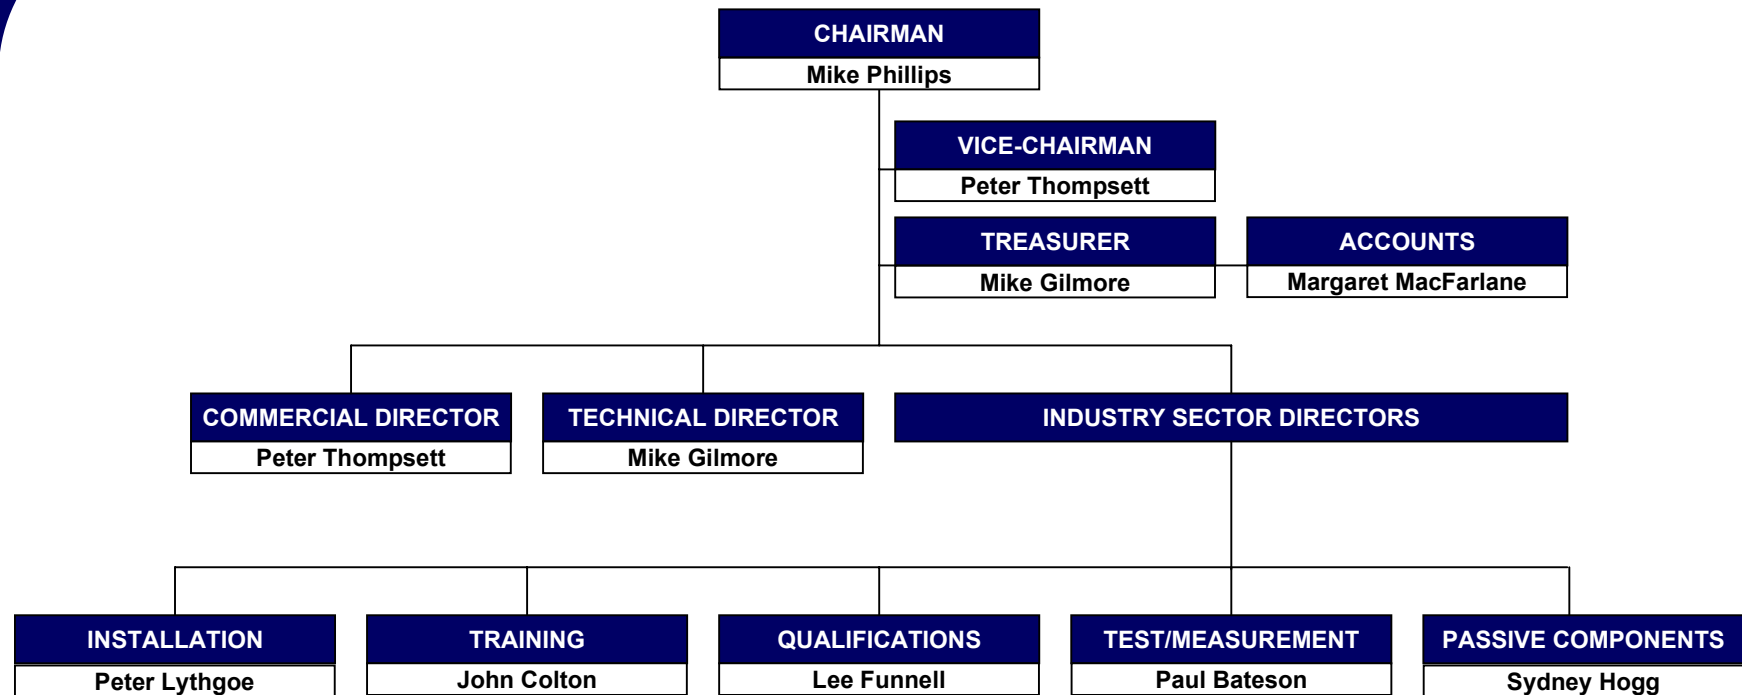 CHAIRMAN
Mike Phillips
VICE-CHAIRMAN
Peter Thompsett
TREASURER
Mike Gilmore
ACCOUNTS
Margaret MacFarlane
COMMERCIAL DIRECTOR
Peter Thompsett
TECHNICAL DIRECTOR
Mike Gilmore
INDUSTRY SECTOR DIRECTORS
INSTALLATION
Peter Lythgoe
TRAINING
John Colton
QUALIFICATIONS
Lee Funnell
TEST/MEASUREMENT
Paul Bateson
PASSIVE COMPONENTS
Sydney Hogg